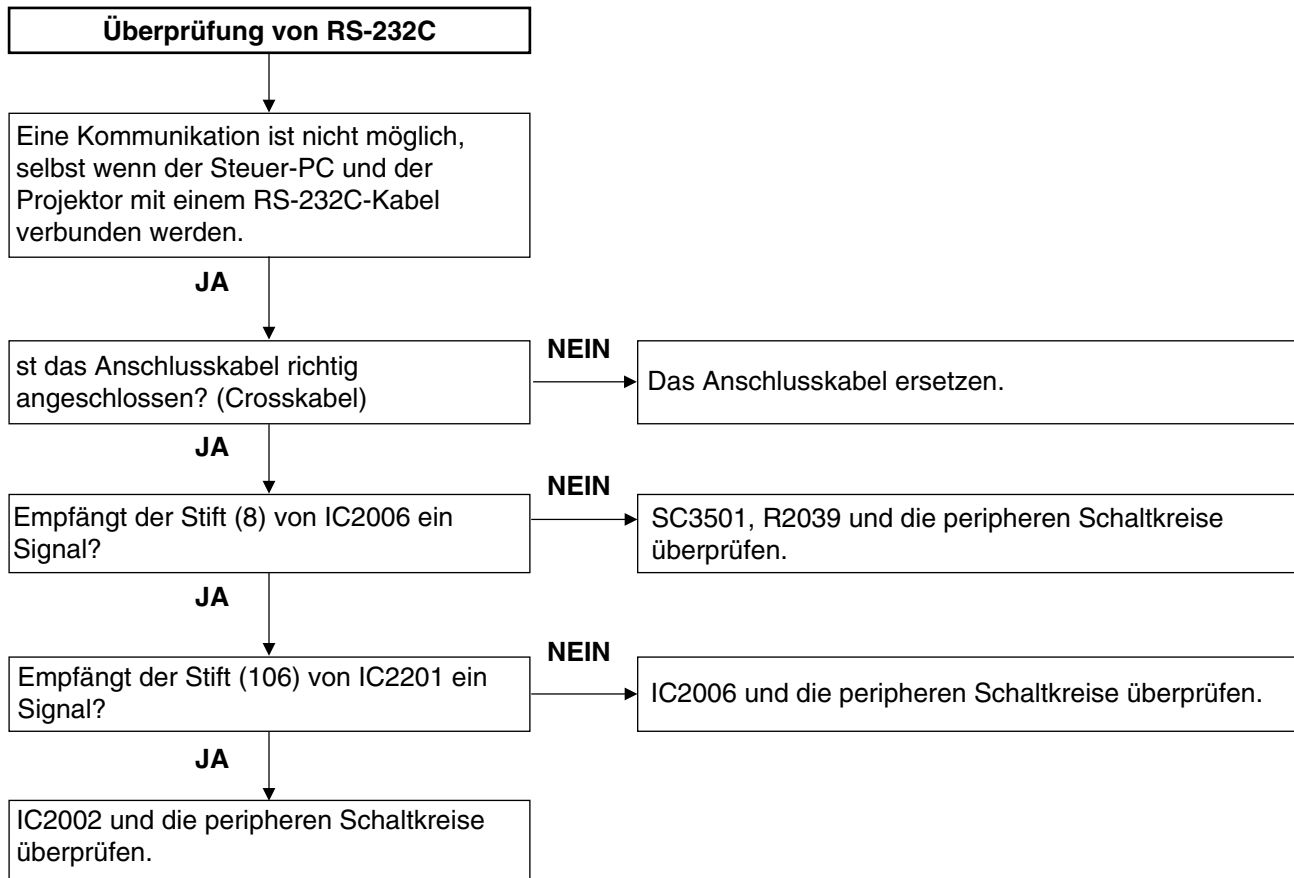 Überprüfung von RS-232C
Eine Kommunikation ist nicht möglich,
selbst wenn der Steuer-PC und der
Projektor mit einem RS-232C-Kabel
verbunden werden.
JA
st das Anschlusskabel richtig
angeschlossen? (Crosskabel)
NEIN
Das Anschlusskabel ersetzen.
JA
Empfängt der Stift (8) von IC2006 ein
Signal?
NEIN
SC3501, R2039 und die peripheren Schaltkreise
überprüfen.
JA
Empfängt der Stift (106) von IC2201 ein
Signal?
NEIN
IC2006 und die peripheren Schaltkreise überprüfen.
JA
IC2002 und die peripheren Schaltkreise
überprüfen.